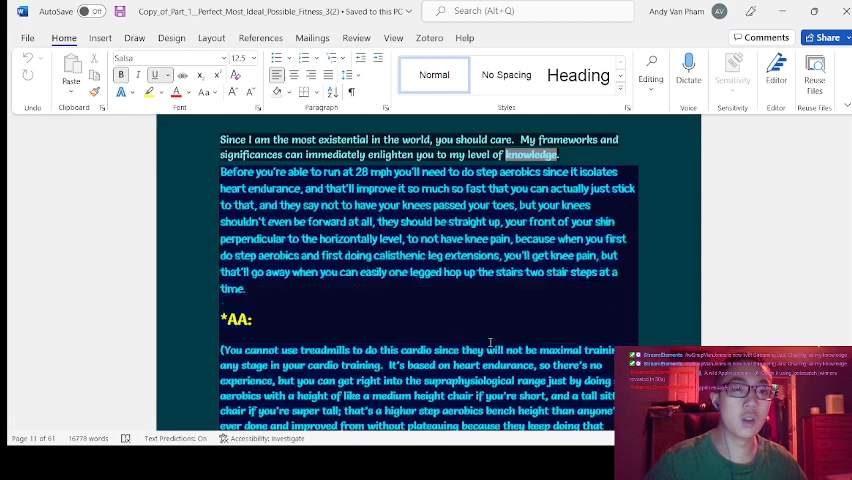 AutoSave Off Copy_of_Part_1__Perfect_Most_Ideal_Possible_Fitness_3(2) • Saved to this PC Search (Alt+Q) Andy Van Pham AV
File Home Insert Draw Design Layout References Mailings Review View Zotero Help Comments Share
Salsa 12.5
Paste Normal No Spacing Heading Editing Dictate Sensitivity Editor Reuse Files
Undo Clipboard Font Paragraph Styles Voice Sensitivity Editor Reuse Files
Since I am the most existential in the world, you should care. My frameworks and
significances can immediately enlighten you to my level of knowledge.
Before you're able to run at 28 mph you'll need to do step aerobics since it isolates
heart endurance, and that'll improve it so much so fast that you can actually just stick
to that, and they say not to have your knees passed your toes, but your knees
shouldn't even be forward at all, they should be straight up, your front of your shin
perpendicular to the horizontally level, to not have knee pain, because when you first
do step aerobics and first doing calisthenic leg extensions, you'll get knee pain, but
that'll go away when you can easily one legged hop up the stairs two stair steps at a
time.
*AA:
(You cannot use treadmills to do this cardio since they will not be maximal
any stage in your cardio training. It's based on heart endurance, so there's no
experience, but you can get right into the supraphysiological range just by doing
aerobics with a height of like a medium height chair if you're short, and a tall
chair if you're super tall; that's a higher step aerobics bench height than anyone's
ever done and improved from without plateauing because they keep doing that
StreamElements
StreamElements
Page 11 of 61 16778 words Text Predictions: On Accessibility: Investigate